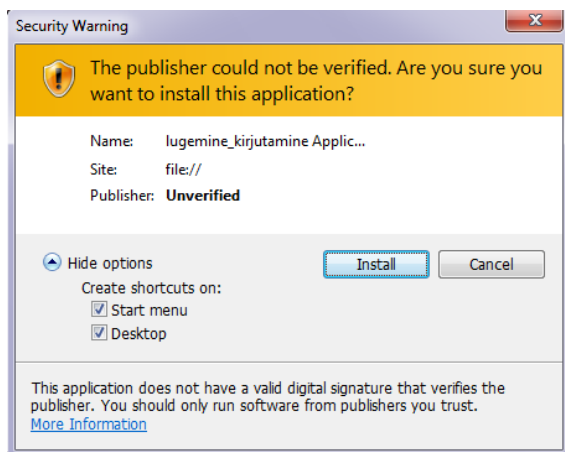 Security Warning
The publisher could not be verified. Are you sure you
want to install this application?
Name: lugemine_kirjutamine Applic...
Site: file://
Publisher: Unverified
Hide options
Install
Cancel
Create shortcuts on:
Start menu
Desktop
This application does not have a valid digital signature that verifies the
publisher. You should only run software from publishers you trust.
More Information